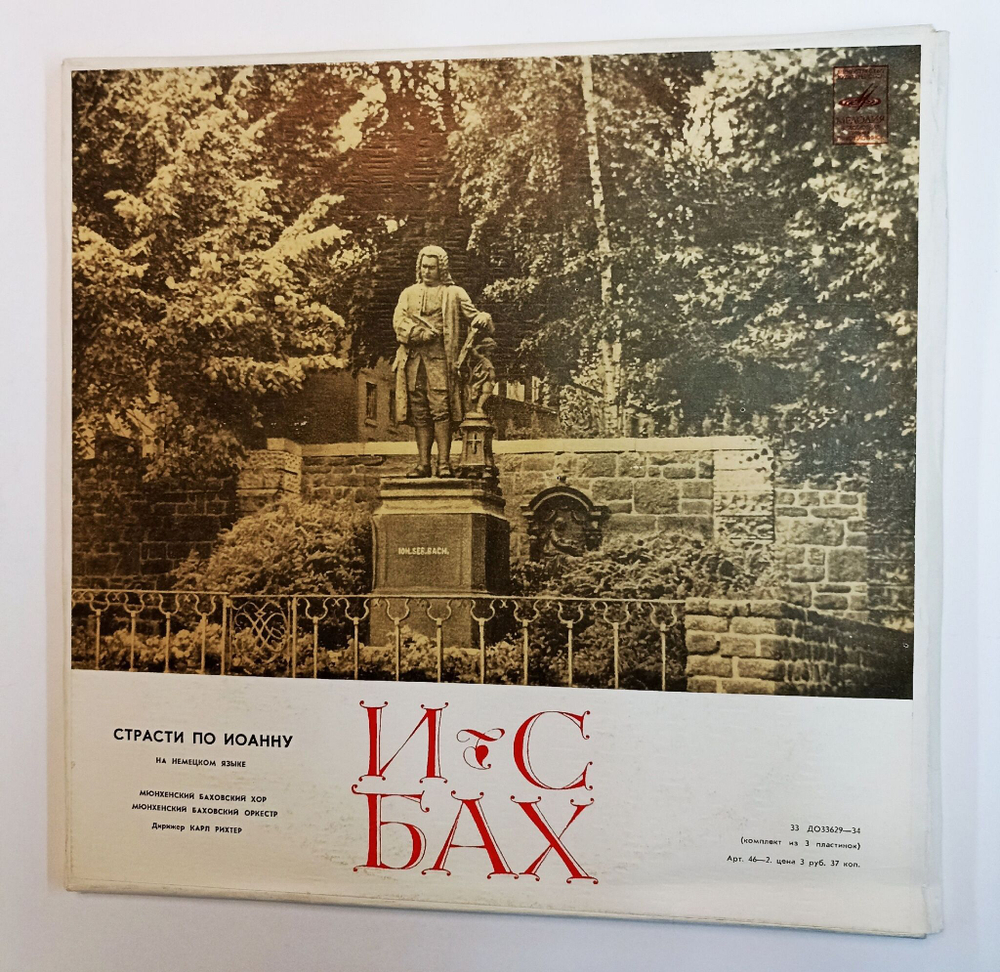 МЕЛОДИЯ
IOH. SEB. BACH.
СТРАСТИ ПО ИОАННУ
НА НЕМЕЦКОМ ЯЗЫКЕ
МЮНХЕНСКИЙ БАХОВСКИЙ ХОР
МЮНХЕНСКИЙ БАХОВСКИЙ ОРКЕСТР
Дирижер КАРЛ РИХТЕР
И С
БАХ
33 ДО33629—34
(комплект из 3 пластинок)
Арт. 46—2. цена 3 руб. 37 коп.